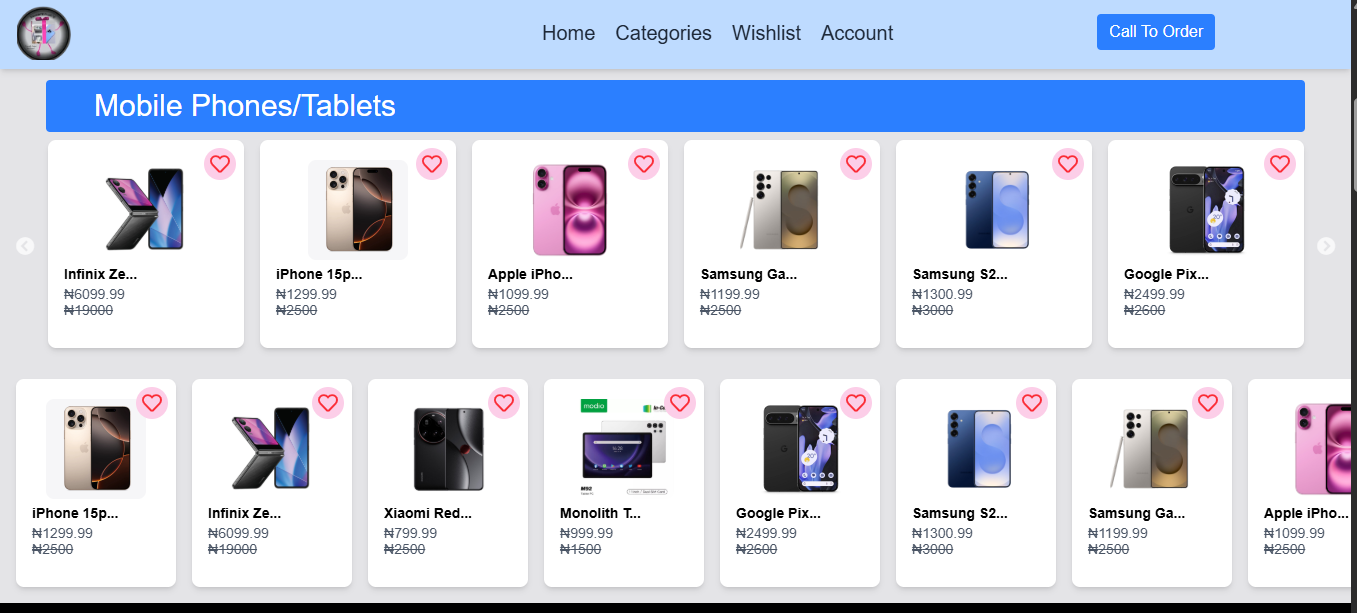 Home Categories Wishlist Account Call To Order
Mobile Phones/Tablets
Infinix Ze... iPhone 15p... Apple iPho... Samsung Ga... Samsung S2... Google Pix...
₦6099.99 ₦1299.99 ₦1099.99 ₦1199.99 ₦1300.99 ₦2499.99
₦19000 ₦2500 ₦2500 ₦2500 ₦3000 ₦2600
modio
iPhone 15p... Infinix Ze... Xiaomi Red... Monolith T... Google Pix... Samsung S2... Samsung Ga... Apple iPho...
₦1299.99 ₦6099.99 ₦799.99 ₦999.99 ₦2499.99 ₦1300.99 ₦1199.99 ₦1099.99
₦2500 ₦19000 ₦2500 ₦1500 ₦2600 ₦3000 ₦2500 ₦2500